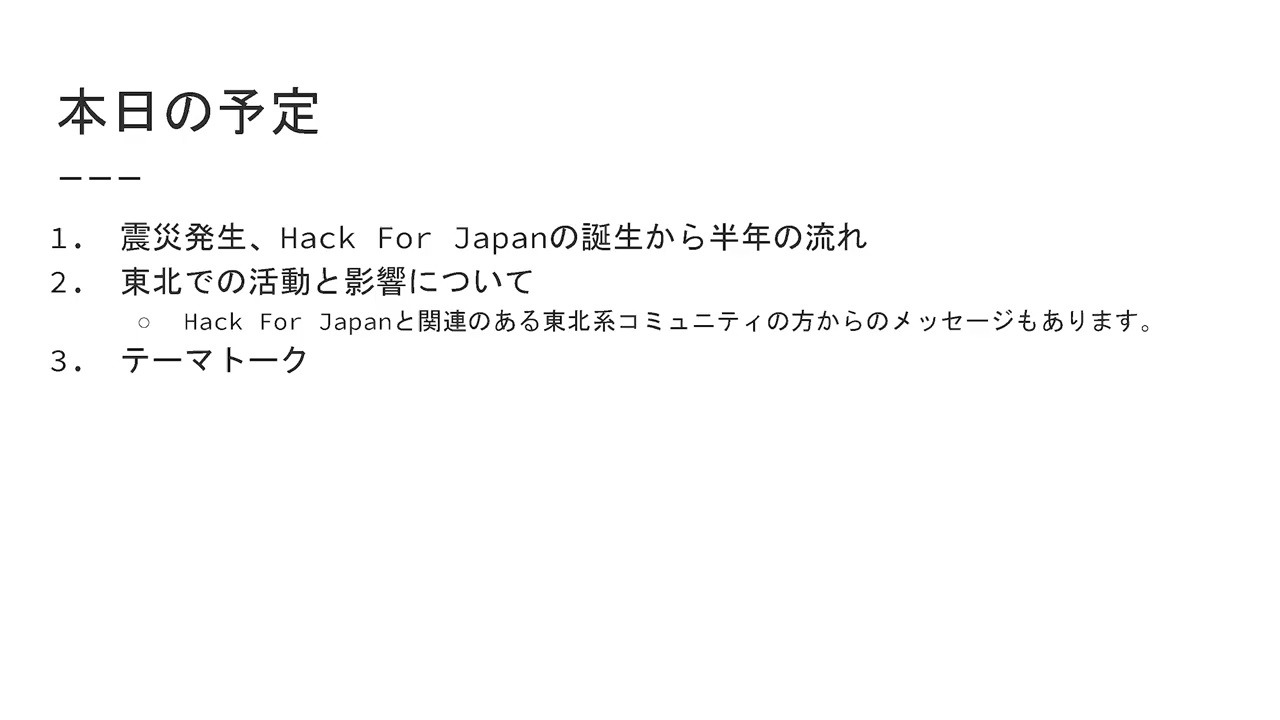 本日の予定
———
1. 震災発生、Hack For Japanの誕生から半年の流れ
2. 東北での活動と影響について
○ Hack For Japanと関連のある東北系コミュニティの方からのメッセージもあります。
3. テーマトーク